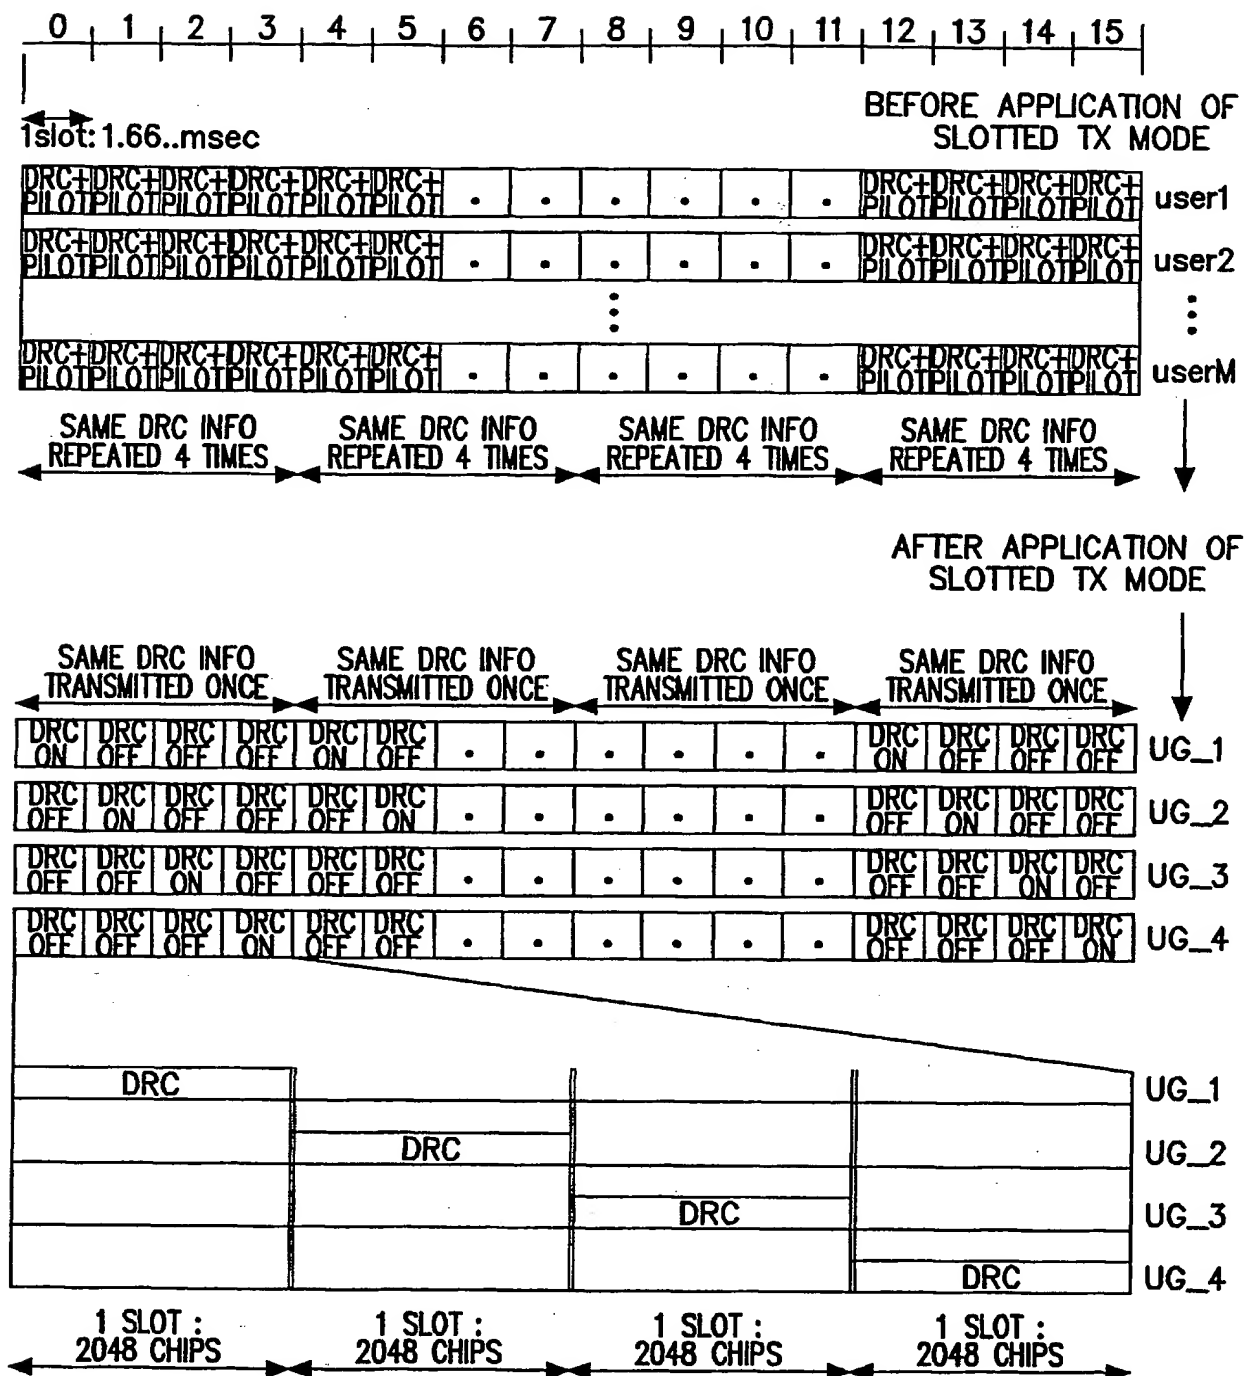 0 1 2 3 4 5 6 7 8 9 10 11 12 13 14 15
1slot: 1.66..msec
BEFORE APPLICATION OF
SLOTTED TX MODE
DRC+ DRC+ DRC+ DRC+ DRC+ DRC+ DRC+ DRC+ DRC+ DRC+
PILOT PILOT PILOT PILOT PILOT PILOT . . . . . . PILOT PILOT PILOT PILOT user1
DRC+ DRC+ DRC+ DRC+ DRC+ DRC+ DRC+ DRC+ DRC+ DRC+
PILOT PILOT PILOT PILOT PILOT PILOT . . . . . . PILOT PILOT PILOT PILOT user2
DRC+ DRC+ DRC+ DRC+ DRC+ DRC+ DRC+ DRC+ DRC+ DRC+
PILOT PILOT PILOT PILOT PILOT PILOT . . . . . . PILOT PILOT PILOT PILOT userM
SAME DRC INFO SAME DRC INFO SAME DRC INFO SAME DRC INFO
REPEATED 4 TIMES REPEATED 4 TIMES REPEATED 4 TIMES REPEATED 4 TIMES
AFTER APPLICATION OF
SLOTTED TX MODE
SAME DRC INFO SAME DRC INFO SAME DRC INFO SAME DRC INFO
TRANSMITTED ONCE TRANSMITTED ONCE TRANSMITTED ONCE TRANSMITTED ONCE
DRC DRC DRC DRC DRC DRC DRC DRC DRC DRC
ON OFF OFF OFF ON OFF . . . . . . ON OFF OFF OFF UG_1
DRC DRC DRC DRC DRC DRC DRC DRC DRC DRC
OFF ON OFF OFF OFF ON . . . . . . OFF ON OFF OFF UG_2
DRC DRC DRC DRC DRC DRC DRC DRC DRC DRC
OFF OFF ON OFF OFF OFF . . . . . . OFF OFF ON OFF UG_3
DRC DRC DRC DRC DRC DRC DRC DRC DRC DRC
OFF OFF OFF ON OFF OFF . . . . . . OFF OFF OFF ON UG_4
DRC UG_1
DRC UG_2
DRC UG_3
DRC UG_4
1 SLOT : 1 SLOT : 1 SLOT : 1 SLOT :
2048 CHIPS 2048 CHIPS 2048 CHIPS 2048 CHIPS